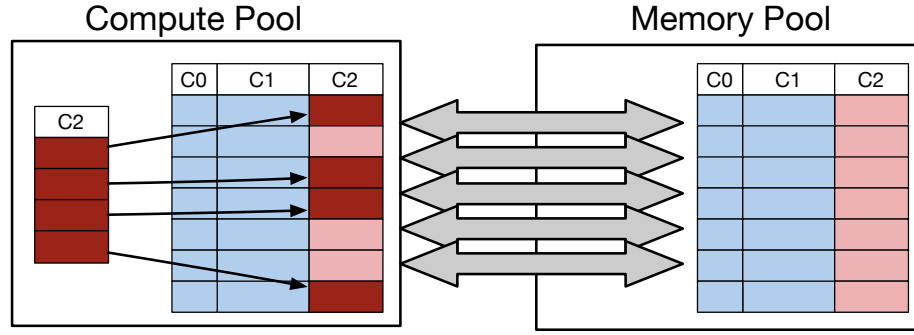 Compute Pool
Memory Pool
C0 C1 C2
C0 C1 C2
C2